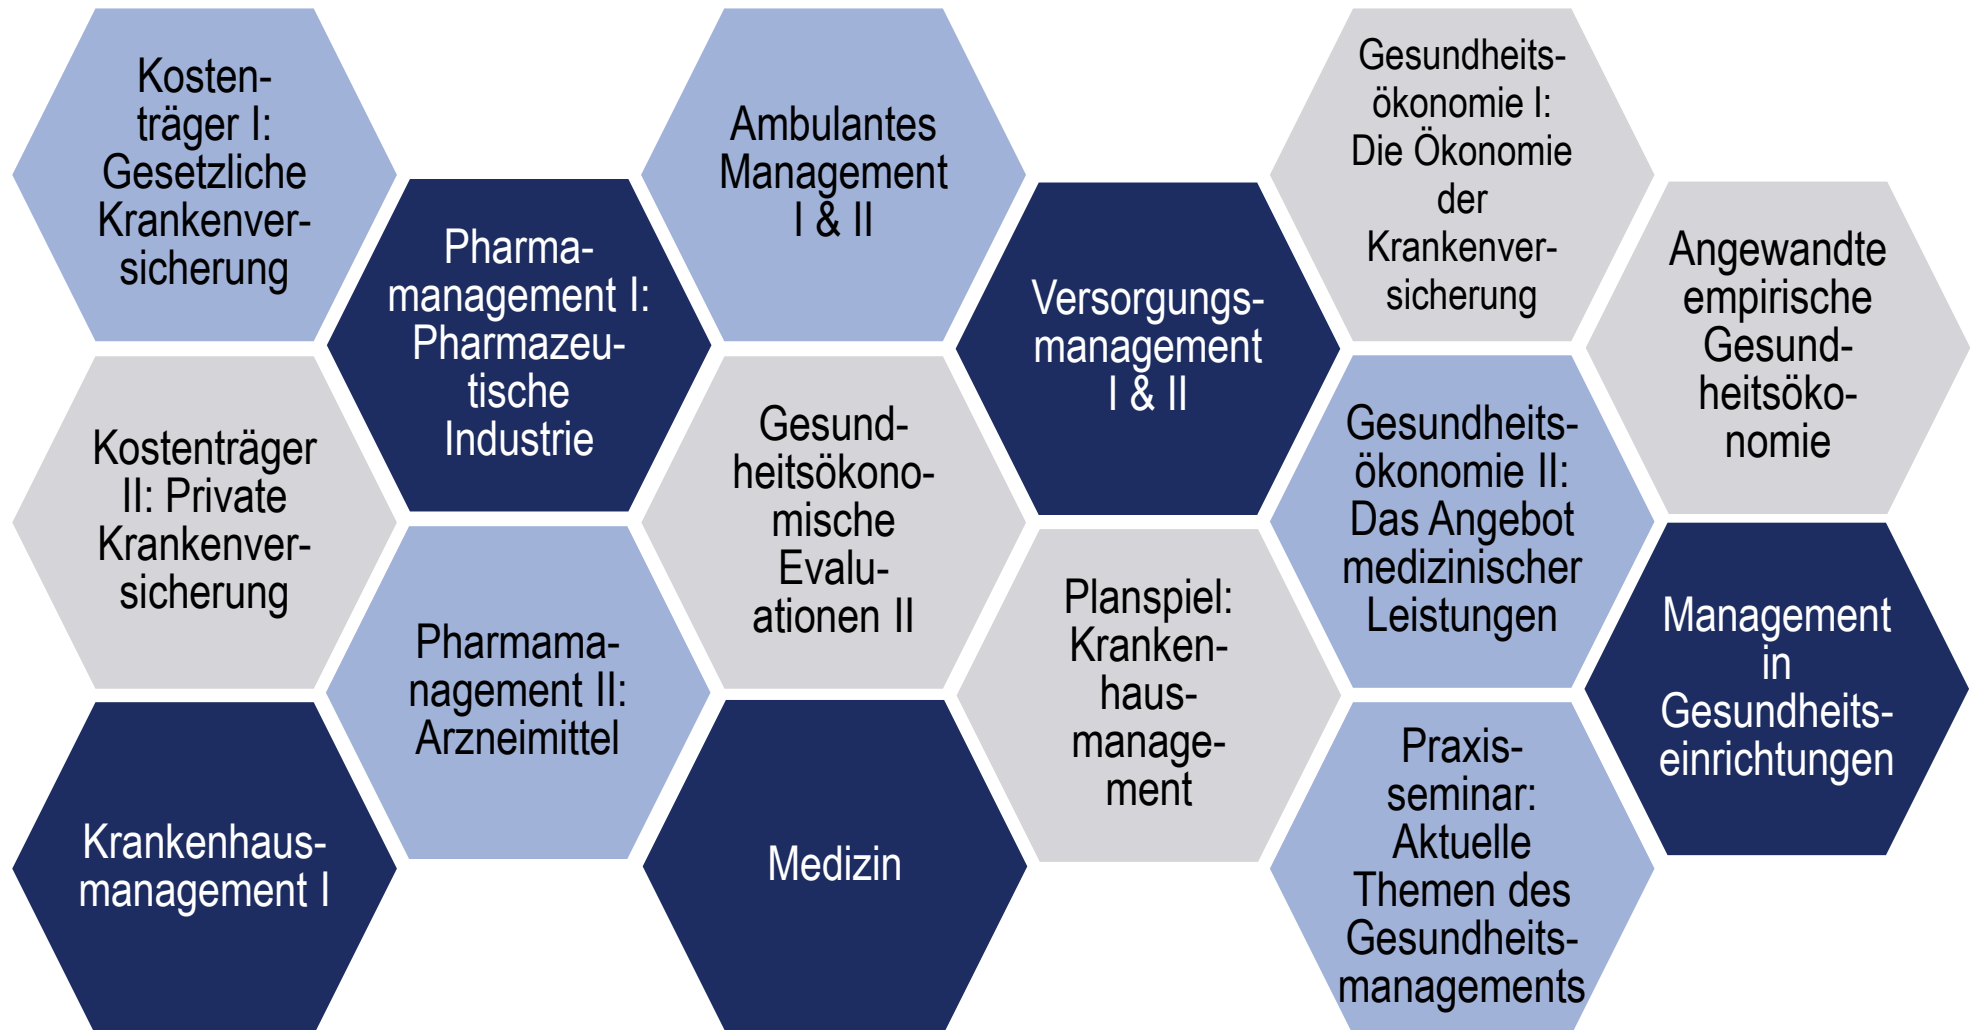 Kosten-
träger I:
Gesetzliche
Krankenver-
sicherung
Kostenträger
II: Private
Krankenver-
sicherung
Krankenhaus-
management I
Pharma-
management I:
Pharmazeu-
tische
Industrie
Pharmama-
nagement II:
Arzneimittel
Ambulantes
Management
I & II
Gesund-
heitsökono-
mische
Evalu-
ationen II
Medizin
Versorgungs-
management
I & II
Planspiel:
Kranken-
haus-
manage-
ment
Gesundheits-
ökonomie I:
Die Ökonomie
der
Krankenver-
sicherung
Gesundheits-
ökonomie II:
Das Angebot
medizinischer
Leistungen
Praxis-
seminar:
Aktuelle
Themen des
Gesundheits-
managements
Angewandte
empirische
Gesund-
heitsöko-
nomie
Management
in
Gesundheits-
einrichtungen